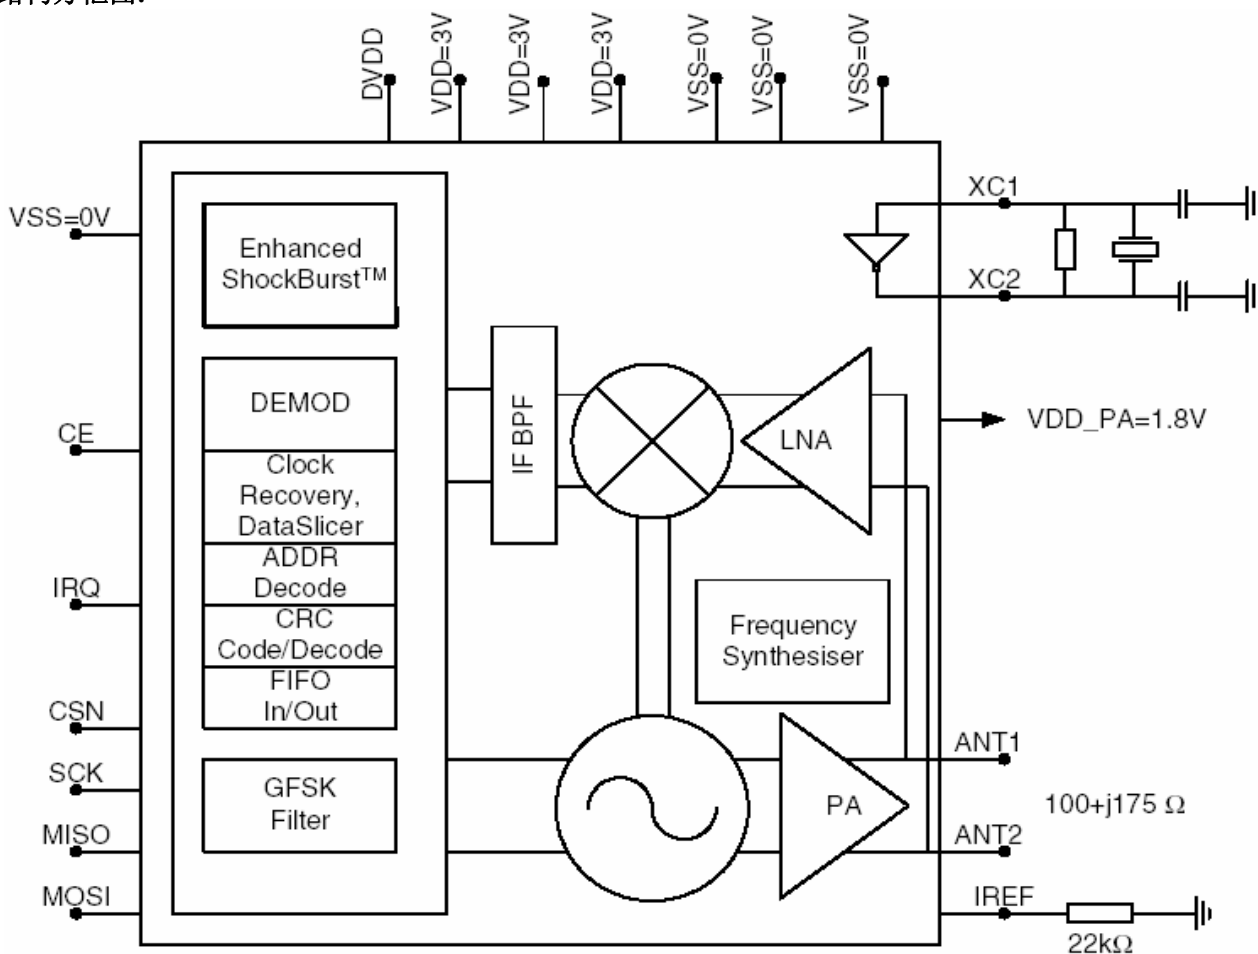 DVDD
VDD=3V
VDD=3V
VDD=3V
VSS=0V
VSS=0V
VSS=0V
VSS=0V
CE
IRQ
CSN
SCK
MISO
MOSI
Enhanced
ShockBurst™
DEMOD
Clock
Recovery,
DataSlicer
ADDR
Decode
CRC
Code/Decode
FIFO
In/Out
GFSK
Filter
IF BPF
LNA
Frequency
Synthesiser
PA
XC1
XC2
VDD_PA=1.8V
ANT1
100+j175 Ω
ANT2
IREF
22kΩ